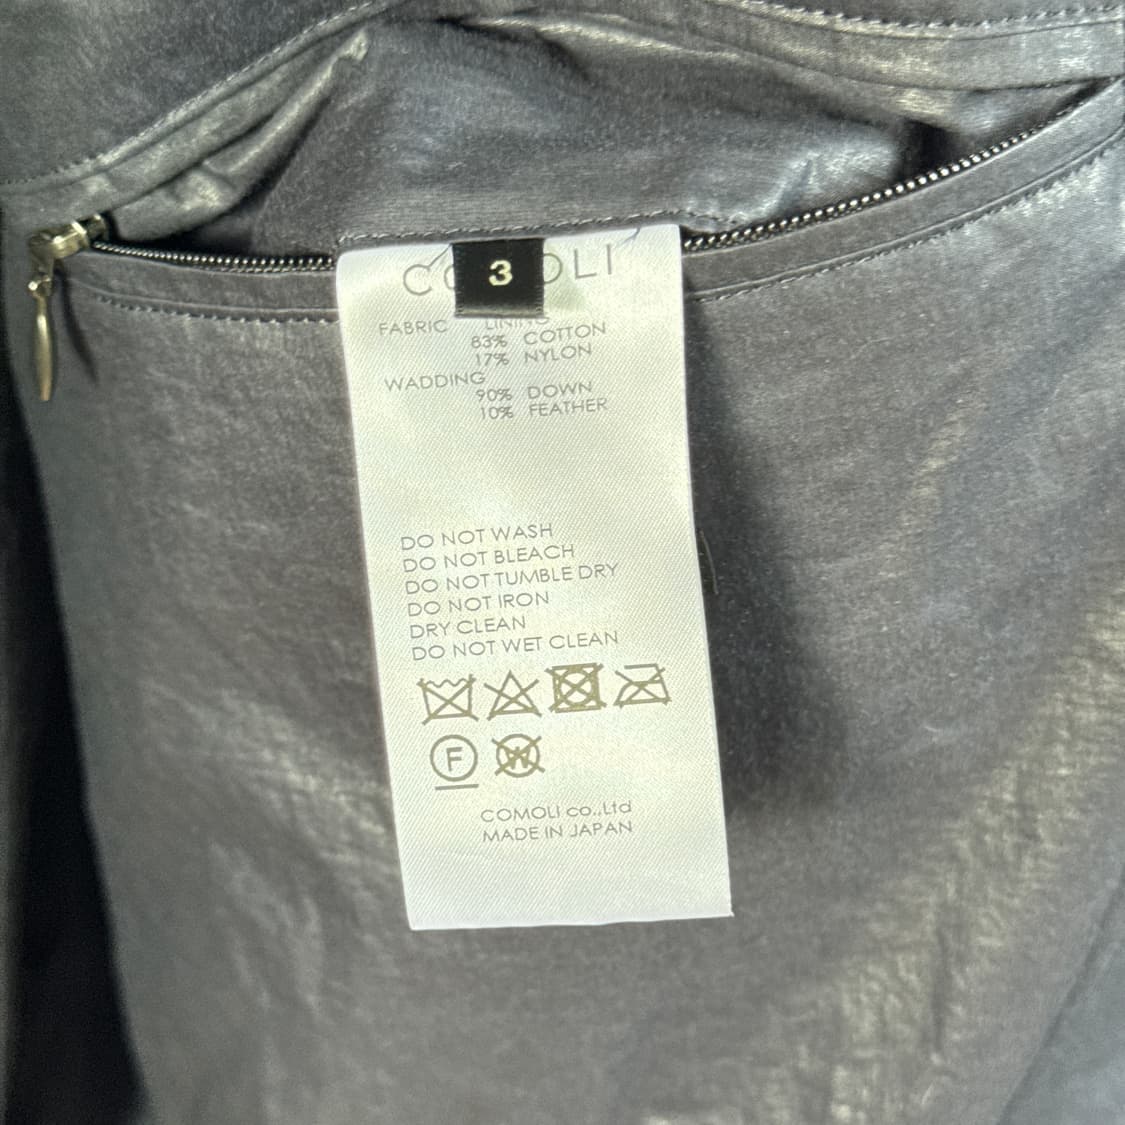 3
FABRIC LINING
83% COTTON
17% NYLON
WADDING
90% DOWN
10% FEATHER
DO NOT WASH
DO NOT BLEACH
DO NOT TUMBLE DRY
DO NOT IRON
DRY CLEAN
DO NOT WET CLEAN
F W
COMOLI co.,Ltd
MADE IN JAPAN